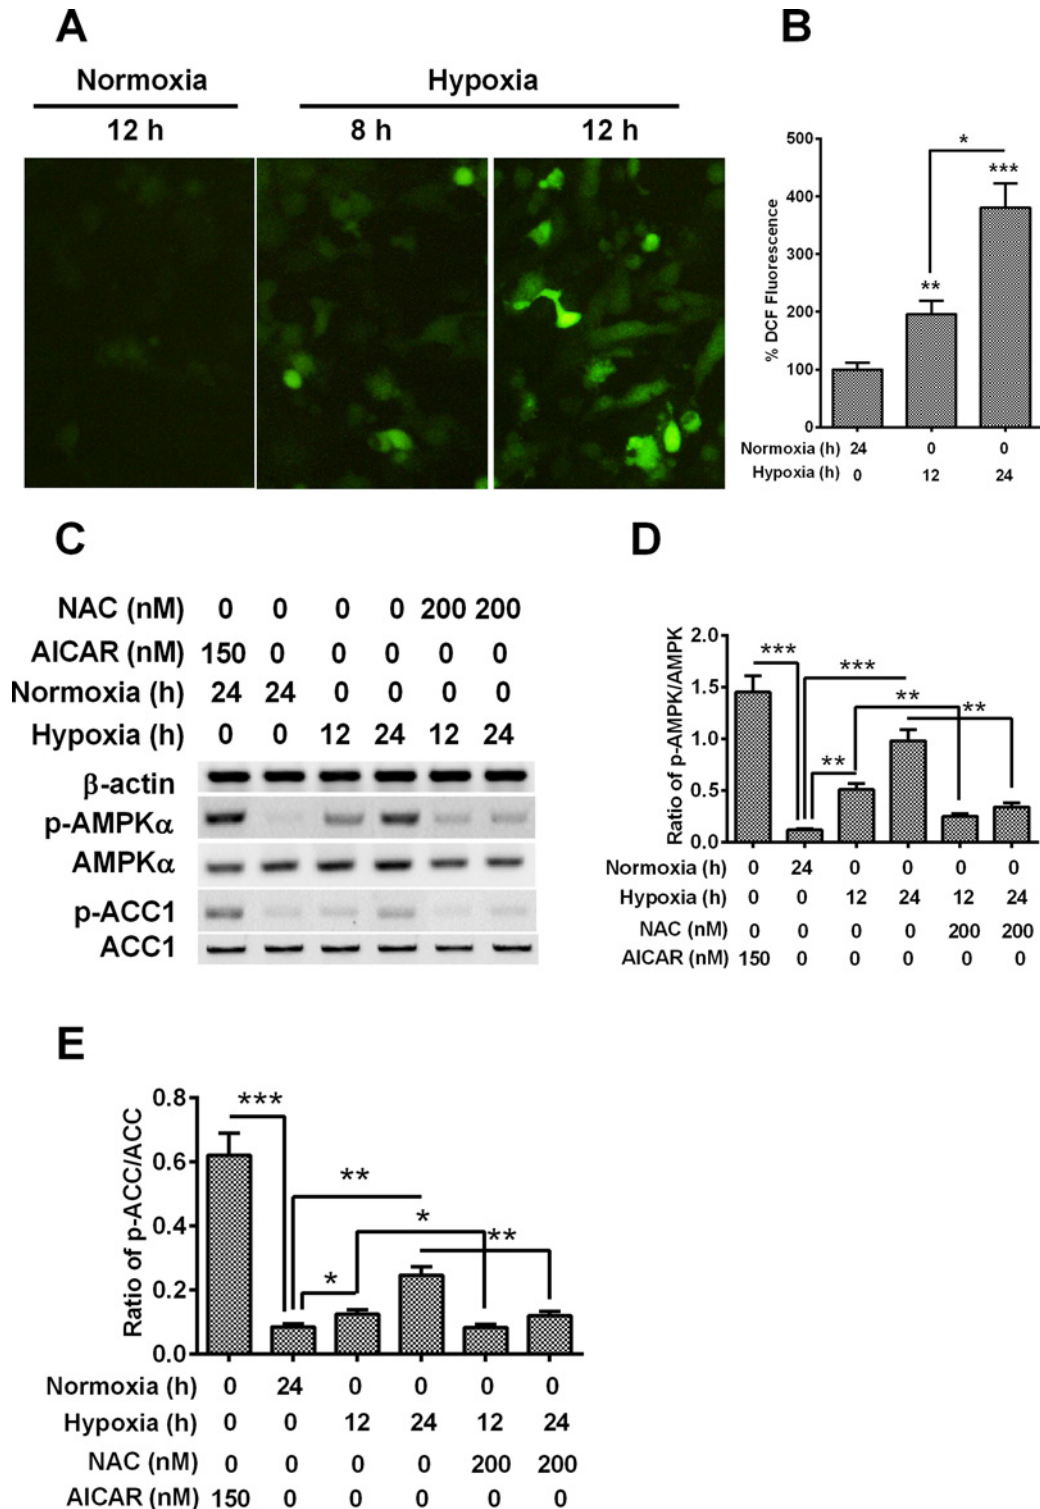 A
Normoxia Hypoxia
12 h 8 h 12 h
B
500
400
300
200
100
0
% DCF Fluorescence
* *** **
Normoxia (h) 24 0 0
Hypoxia (h) 0 12 24
C
NAC (nM) 0 0 0 0 200 200
AICAR (nM) 150 0 0 0 0 0
Normoxia (h) 24 24 0 0 0 0
Hypoxia (h) 0 0 12 24 12 24
β-actin
p-AMPKα
AMPKα
p-ACC1
ACC1
D
Ratio of p-AMPK/AMPK
2.0
1.5
1.0
0.5
0.0
*** *** ** ** **
Normoxia (h) 0 24 0 0 0 0
Hypoxia (h) 0 0 12 24 12 24
NAC (nM) 0 0 0 0 200 200
AICAR (nM) 150 0 0 0 0 0
E
Ratio of p-ACC/ACC
0.8
0.6
0.4
0.2
0.0
*** ** * ** *
Normoxia (h) 0 24 0 0 0 0
Hypoxia (h) 0 0 12 24 12 24
NAC (nM) 0 0 0 0 200 200
AICAR (nM) 150 0 0 0 0 0